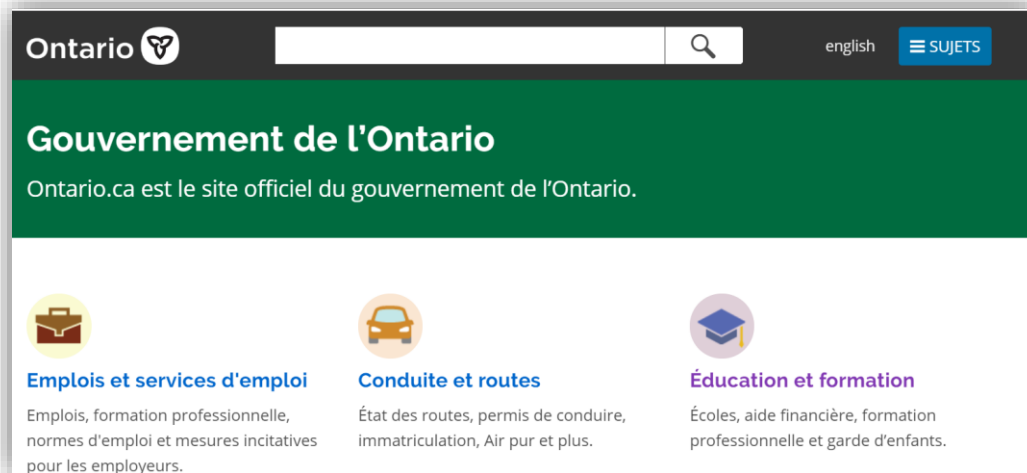 Ontario
english
SUJETS
Gouvernement de l'Ontario
Ontario.ca est le site officiel du gouvernement de l'Ontario.
Emplois et services d'emploi
Emplois, formation professionnelle,
normes d'emploi et mesures incitatives
pour les employeurs.
Conduite et routes
État des routes, permis de conduire,
immatriculation, Air pur et plus.
Éducation et formation
Écoles, aide financière, formation
professionnelle et garde d’enfants.